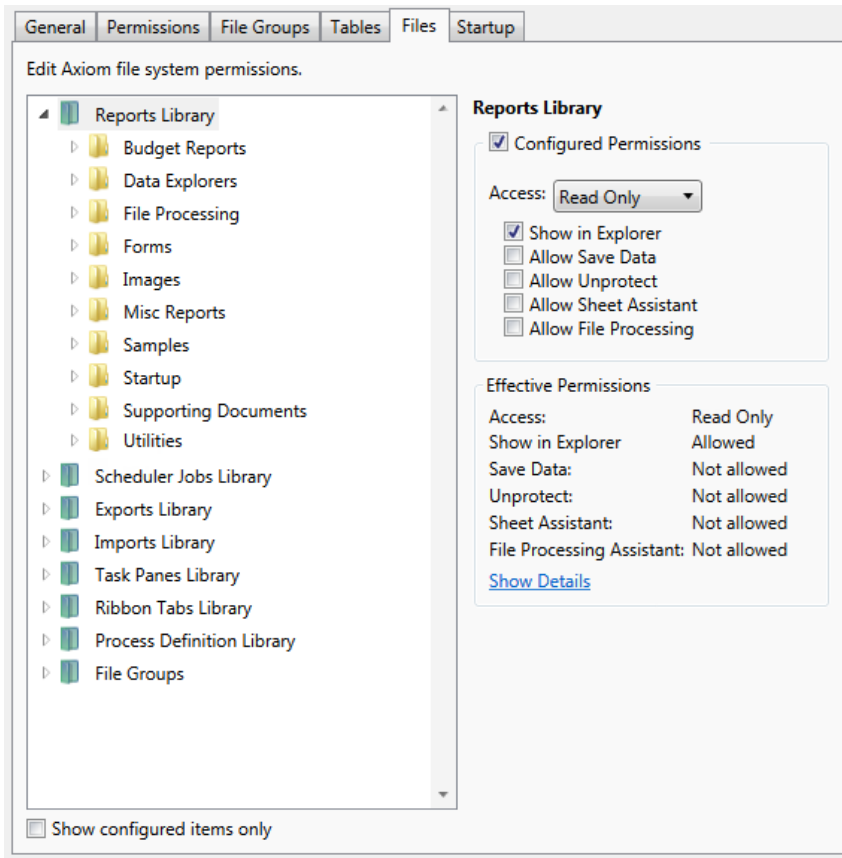 General Permissions File Groups Tables Files Startup
Edit Axiom file system permissions.
Reports Library
Budget Reports
Data Explorers
File Processing
Forms
Images
Misc Reports
Samples
Startup
Supporting Documents
Utilities
Scheduler Jobs Library
Exports Library
Imports Library
Task Panes Library
Ribbon Tabs Library
Process Definition Library
File Groups
Show configured items only
Reports Library
Configured Permissions
Access: Read Only
Show in Explorer
Allow Save Data
Allow Unprotect
Allow Sheet Assistant
Allow File Processing
Effective Permissions
Access: Read Only
Show in Explorer Allowed
Save Data: Not allowed
Unprotect: Not allowed
Sheet Assistant: Not allowed
File Processing Assistant: Not allowed
Show Details